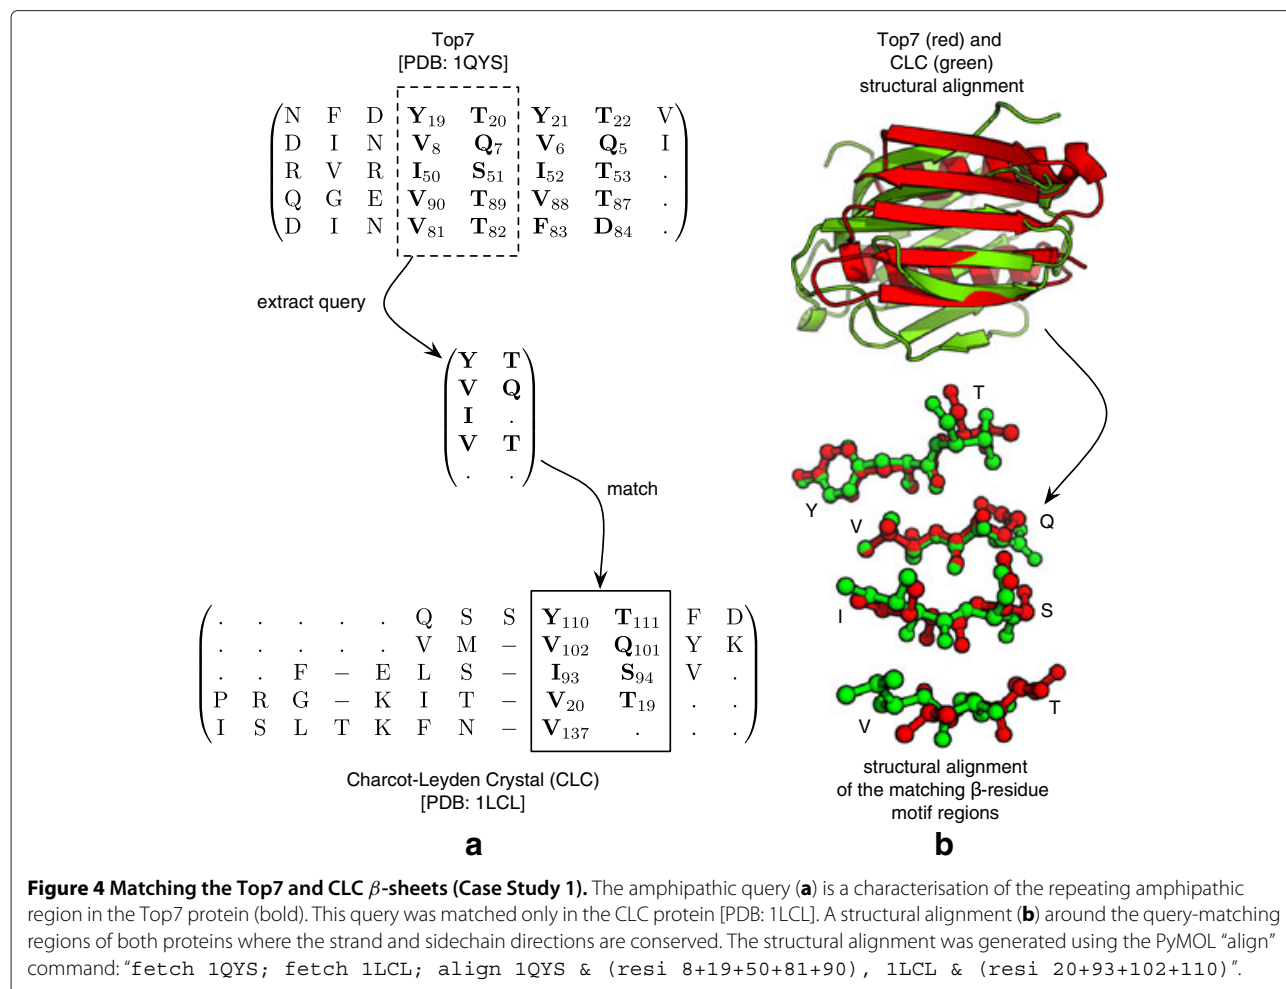 Top7
[PDB: 1QYS]
N F D Y19 T20 Y21 T22 V
D I N V8 Q7 V6 Q5 I
R V R I50 S51 I52 T53 .
Q G E V90 T89 V88 T87 .
D I N V81 T82 F83 D84 .
extract query
Y T
V Q
I .
V T
. .
match
. . . . . Q S S Y110 T111 F D
. . . . . V M − V102 Q101 Y K
. . F − E L S − I93 S94 V .
P R G − K I T − V20 T19 . .
I S L T K F N − V137 . . .
Charcot-Leyden Crystal (CLC)
[PDB: 1LCL]
a
Top7 (red) and
CLC (green)
structural alignment
T
Y
V
Q
I
S
V
T
structural alignment
of the matching β-residue
motif regions
b
Figure 4 Matching the Top7 and CLC β-sheets (Case Study 1). The amphipathic query (a) is a characterisation of the repeating amphipathic
region in the Top7 protein (bold). This query was matched only in the CLC protein [PDB: 1LCL]. A structural alignment (b) around the query-matching
regions of both proteins where the strand and sidechain directions are conserved. The structural alignment was generated using the PyMOL “align”
command: “fetch 1QYS; fetch 1LCL; align 1QYS & (resi 8+19+50+81+90), 1LCL & (resi 20+93+102+110)”.